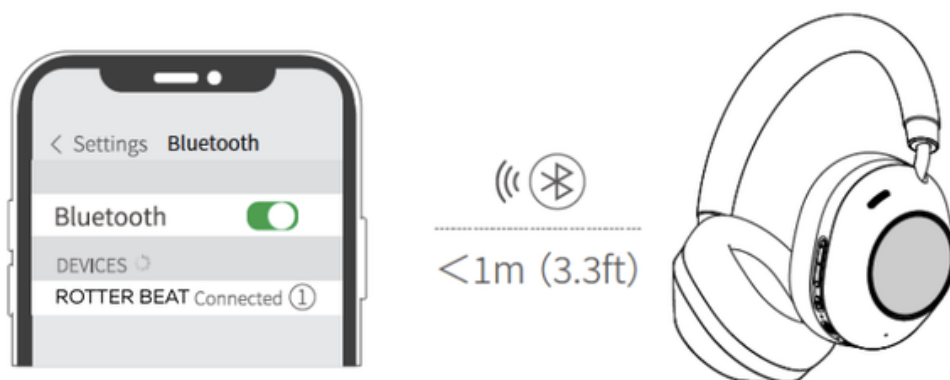 < Settings Bluetooth
Bluetooth
DEVICES
ROTTER BEAT Connected ①
<1m (3.3ft)